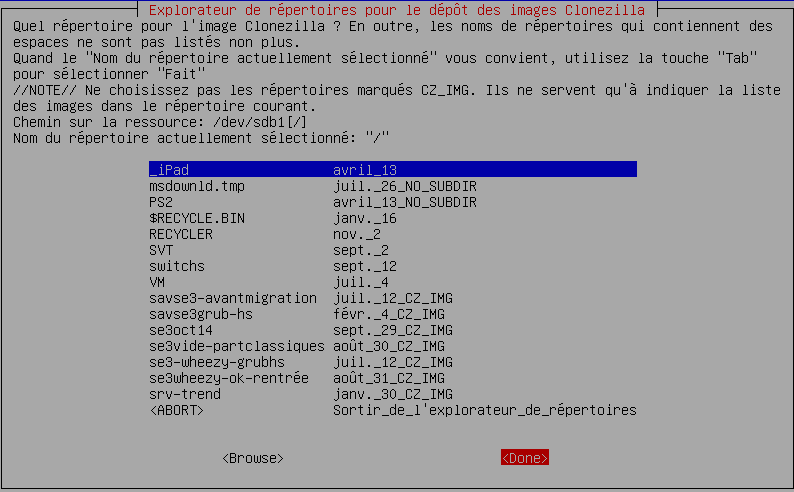 Explorateur de répertoires pour le dépôt des images Clonezilla
Quel répertoire pour l'image Clonezilla ? En outre, les noms de répertoires qui contiennent des
espaces ne sont pas listés non plus.
Quand le "Nom du répertoire actuellement sélectionné" vous convient, utilisez la touche "Tab"
pour sélectionner "Fait"
//NOTE// Ne choisissez pas les répertoires marqués CZ_IMG. Ils ne servent qu'à indiquer la liste
des images dans le répertoire courant.
Chemin sur la ressource: /dev/sdb1[/]
Nom du répertoire actuellement sélectionné: "/"
_iPad avril_13
msdownld.tmp juil._26_NO_SUBDIR
PS2 avril_13_NO_SUBDIR
$RECYCLE.BIN janv._16
RECYCLER nov._2
SVT sept._2
switchs sept._12
VM juil._4
savse3-avantmigration juil._12_CZ_IMG
savse3grub-hs févr._4_CZ_IMG
se3oct14 sept._29_CZ_IMG
se3vide-partclassiques août_30_CZ_IMG
se3-wheezy-grubhs juil._12_CZ_IMG
se3wheezy-ok-rentrée août_31_CZ_IMG
srv-trend janv._30_CZ_IMG
<ABORT> Sortir_de_l'explorateur_de_répertoires
<Browse> <Done>